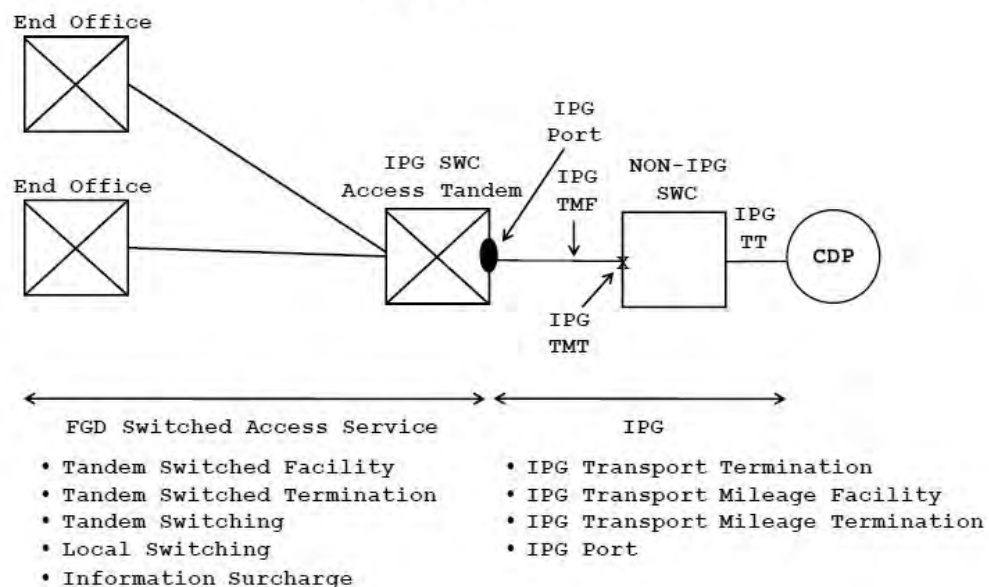 End Office
End Office
IPG SWC
Access Tandem
IPG
Port
IPG
TMF
IPG
TMT
NON-IPG
SWC
IPG
TT
CDP
FGD Switched Access Service
• Tandem Switched Facility
• Tandem Switched Termination
• Tandem Switching
• Local Switching
• Information Surcharge
IPG
• IPG Transport Termination
• IPG Transport Mileage Facility
• IPG Transport Mileage Termination
• IPG Port